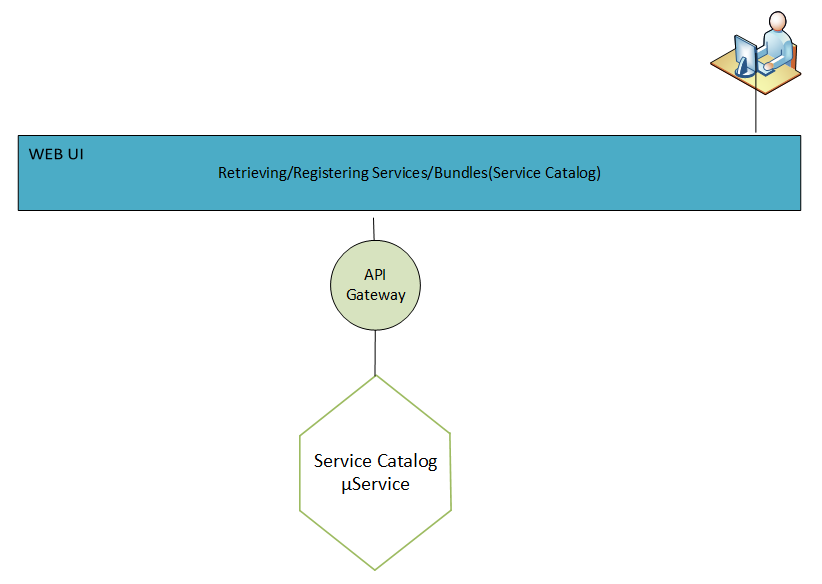 WEB UI
Retrieving/Registering Services/Bundles(Service Catalog)
API
Gateway
Service Catalog
µService